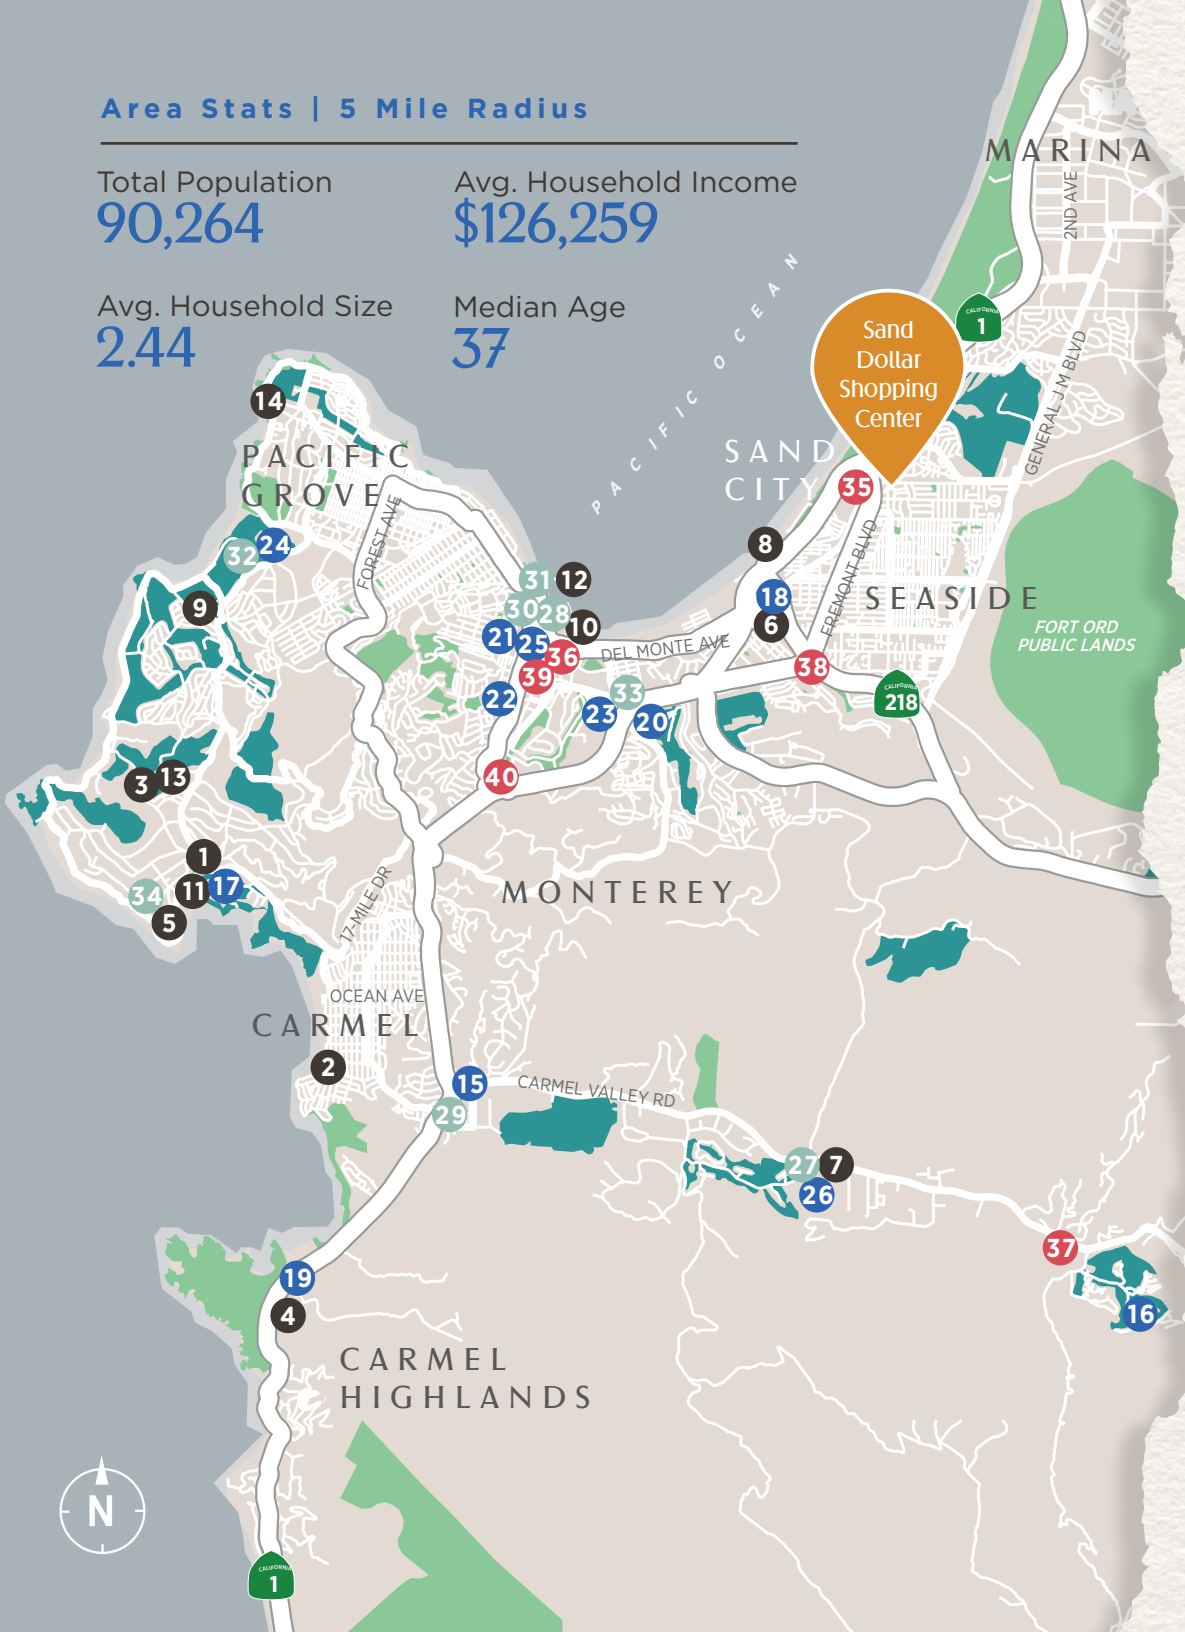 Area Stats | 5 Mile Radius
Total Population
90,264
Avg. Household Income
$126,259
Avg. Household Size
2.44
Median Age
37
MARINA
2ND AVE
PACIFIC OCEAN
CALIFORNIA
1
Sand
Dollar
Shopping
Center
GENERAL J M BLVD
14
PACIFIC
GROVE
SAND
CITY
35
FOREST AVE
32
24
8
31
12
9
30
28
10
18
6
FREMONT BLVD
SEASIDE
FORT ORD
PUBLIC LANDS
21
25
36
DEL MONTE AVE
39
38
22
33
23
20
CALIFORNIA
218
3
13
40
1
34
11
17
5
17-MILE DR
MONTEREY
OCEAN AVE
CARMEL
2
15
CARMEL VALLEY RD
29
27
7
26
37
19
4
16
CARMEL
HIGHLANDS
N
CALIFORNIA
1